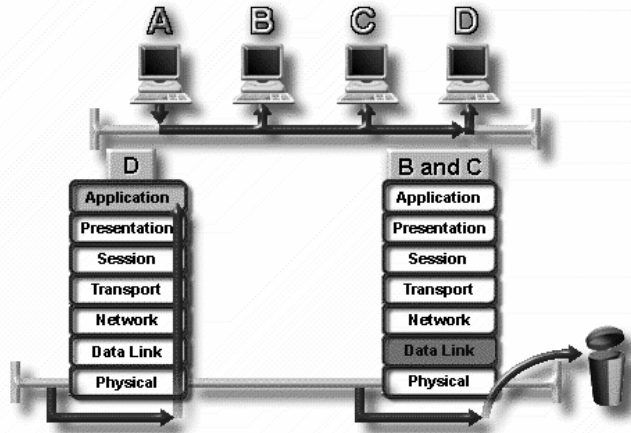 A B C D
D
Application
Presentation
Session
Transport
Network
Data Link
Physical
B and C
Application
Presentation
Session
Transport
Network
Data Link
Physical